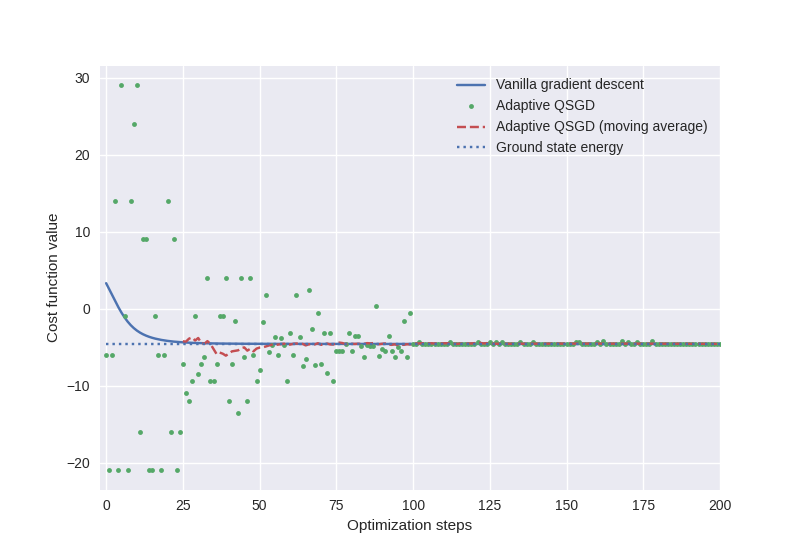 Vanilla gradient descent
Adaptive QSGD
Adaptive QSGD (moving average)
Ground state energy
30
20
10
0
−10
−20
Cost function value
0 25 50 75 100 125 150 175 200
Optimization steps